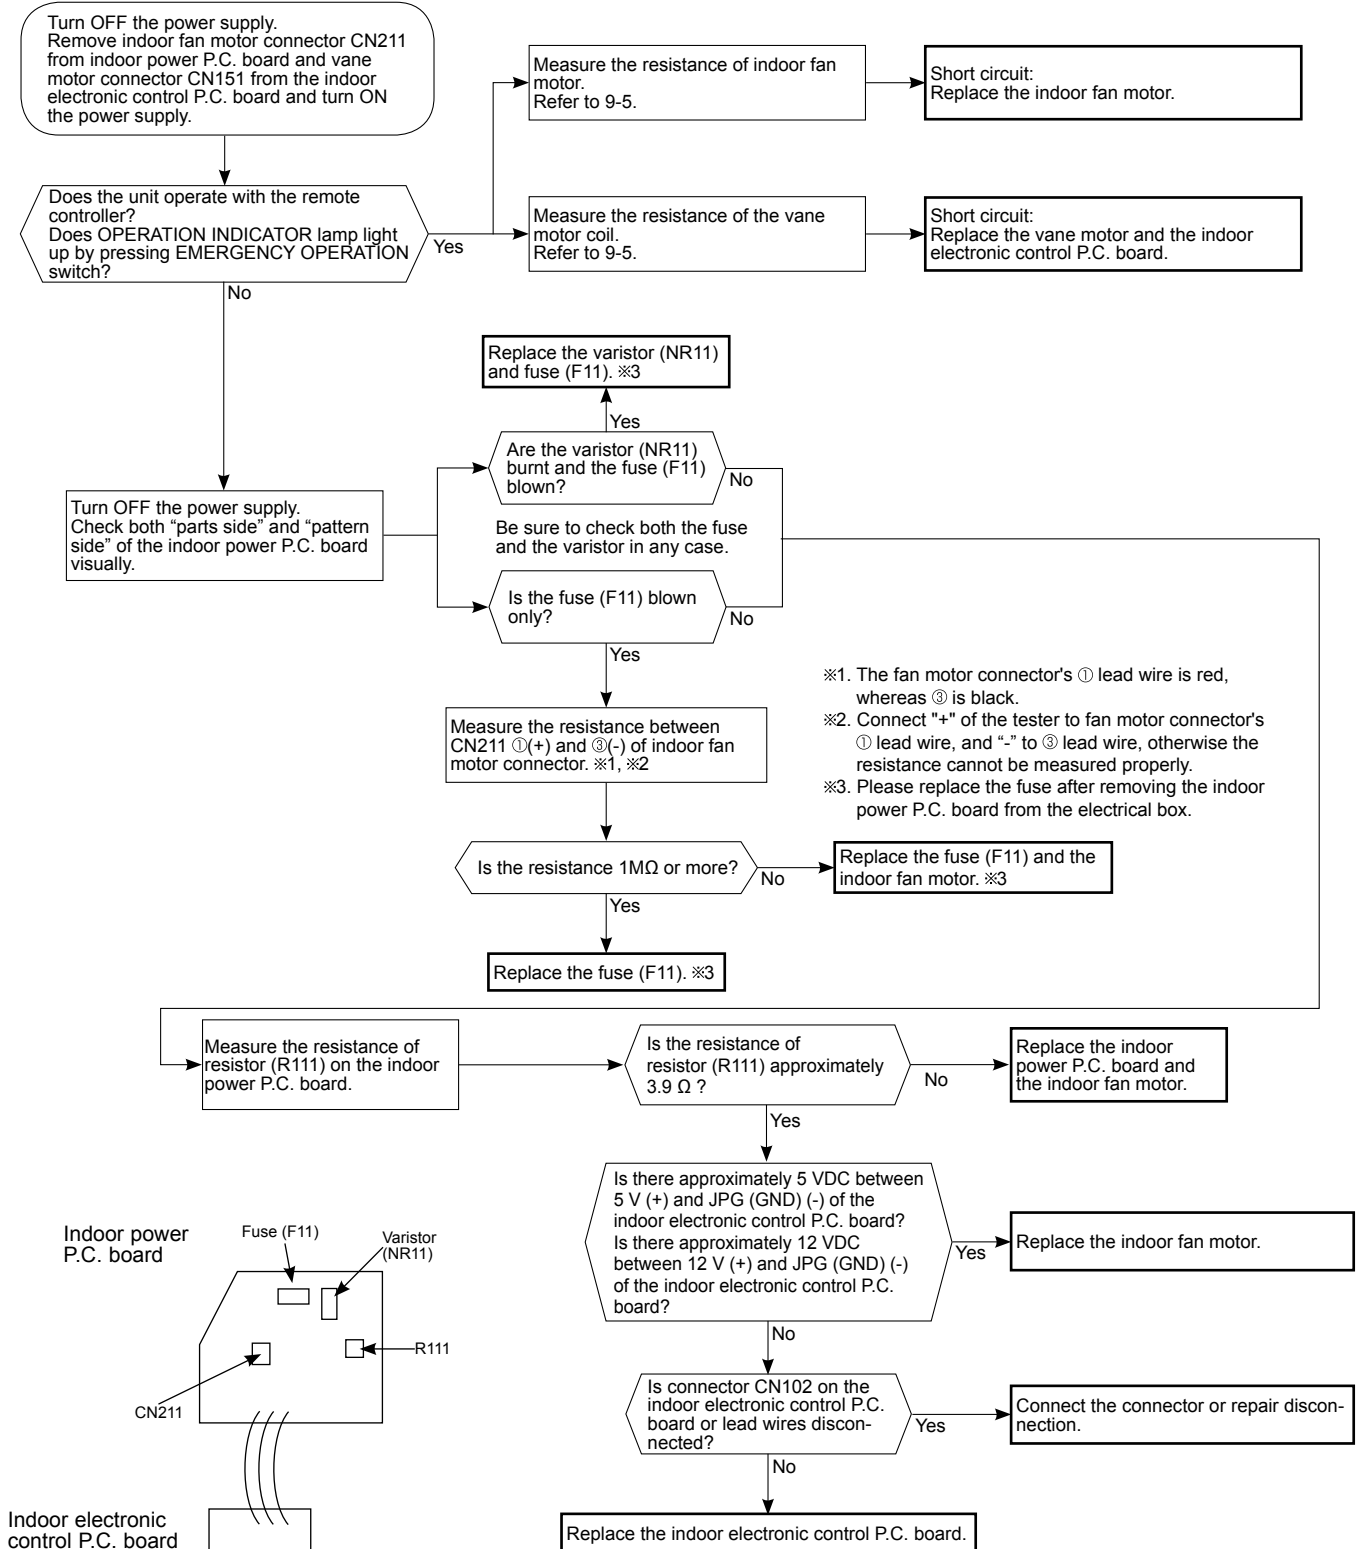 Turn OFF the power supply.
Remove indoor fan motor connector CN211
from indoor power P.C. board and vane
motor connector CN151 from the indoor
electronic control P.C. board and turn ON
the power supply.
Measure the resistance of indoor fan
motor.
Refer to 9-5.
Short circuit:
Replace the indoor fan motor.
Does the unit operate with the remote
controller?
Does OPERATION INDICATOR lamp light
up by pressing EMERGENCY OPERATION
switch?
Yes
Measure the resistance of the vane
motor coil.
Refer to 9-5.
Short circuit:
Replace the vane motor and the indoor
electronic control P.C. board.
No
Replace the varistor (NR11)
and fuse (F11). ※3
Yes
Are the varistor (NR11)
burnt and the fuse (F11)
blown?
No
Turn OFF the power supply.
Check both “parts side” and “pattern
side” of the indoor power P.C. board
visually.
Be sure to check both the fuse
and the varistor in any case.
Is the fuse (F11) blown
only?
No
Yes
※1. The fan motor connector's ① lead wire is red,
whereas ③ is black.
※2. Connect "+" of the tester to fan motor connector's
① lead wire, and “-” to ③ lead wire, otherwise the
resistance cannot be measured properly.
※3. Please replace the fuse after removing the indoor
power P.C. board from the electrical box.
Measure the resistance between
CN211 ①(+) and ③(-) of indoor fan
motor connector. ※1, ※2
Is the resistance 1MΩ or more?
No
Replace the fuse (F11) and the
indoor fan motor. ※3
Yes
Replace the fuse (F11). ※3
Measure the resistance of
resistor (R111) on the indoor
power P.C. board.
Is the resistance of
resistor (R111) approximately
3.9 Ω ?
No
Replace the indoor
power P.C. board and
the indoor fan motor.
Yes
Is there approximately 5 VDC between
5 V (+) and JPG (GND) (-) of the
indoor electronic control P.C. board?
Is there approximately 12 VDC
between 12 V (+) and JPG (GND) (-)
of the indoor electronic control P.C.
board?
Yes
Replace the indoor fan motor.
No
Is connector CN102 on the
indoor electronic control P.C.
board or lead wires discon-
nected?
Yes
Connect the connector or repair discon-
nection.
No
Replace the indoor electronic control P.C. board.
Indoor power
P.C. board
Fuse (F11)
Varistor
(NR11)
R111
CN211
Indoor electronic
control P.C. board